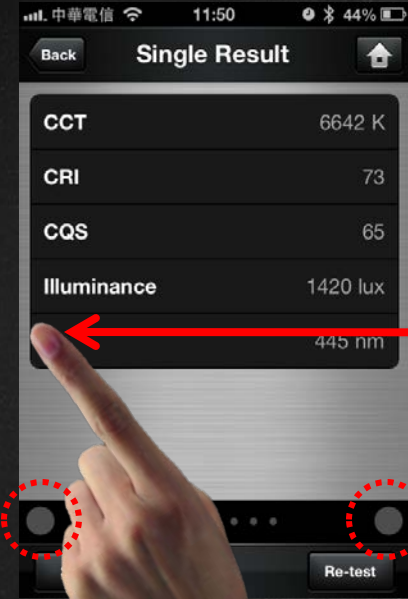 中華電信 11:50 44%
Back Single Result
CCT 6642 K
CRI 73
CQS 65
Illuminance 1420 lux
445 nm
Re-test